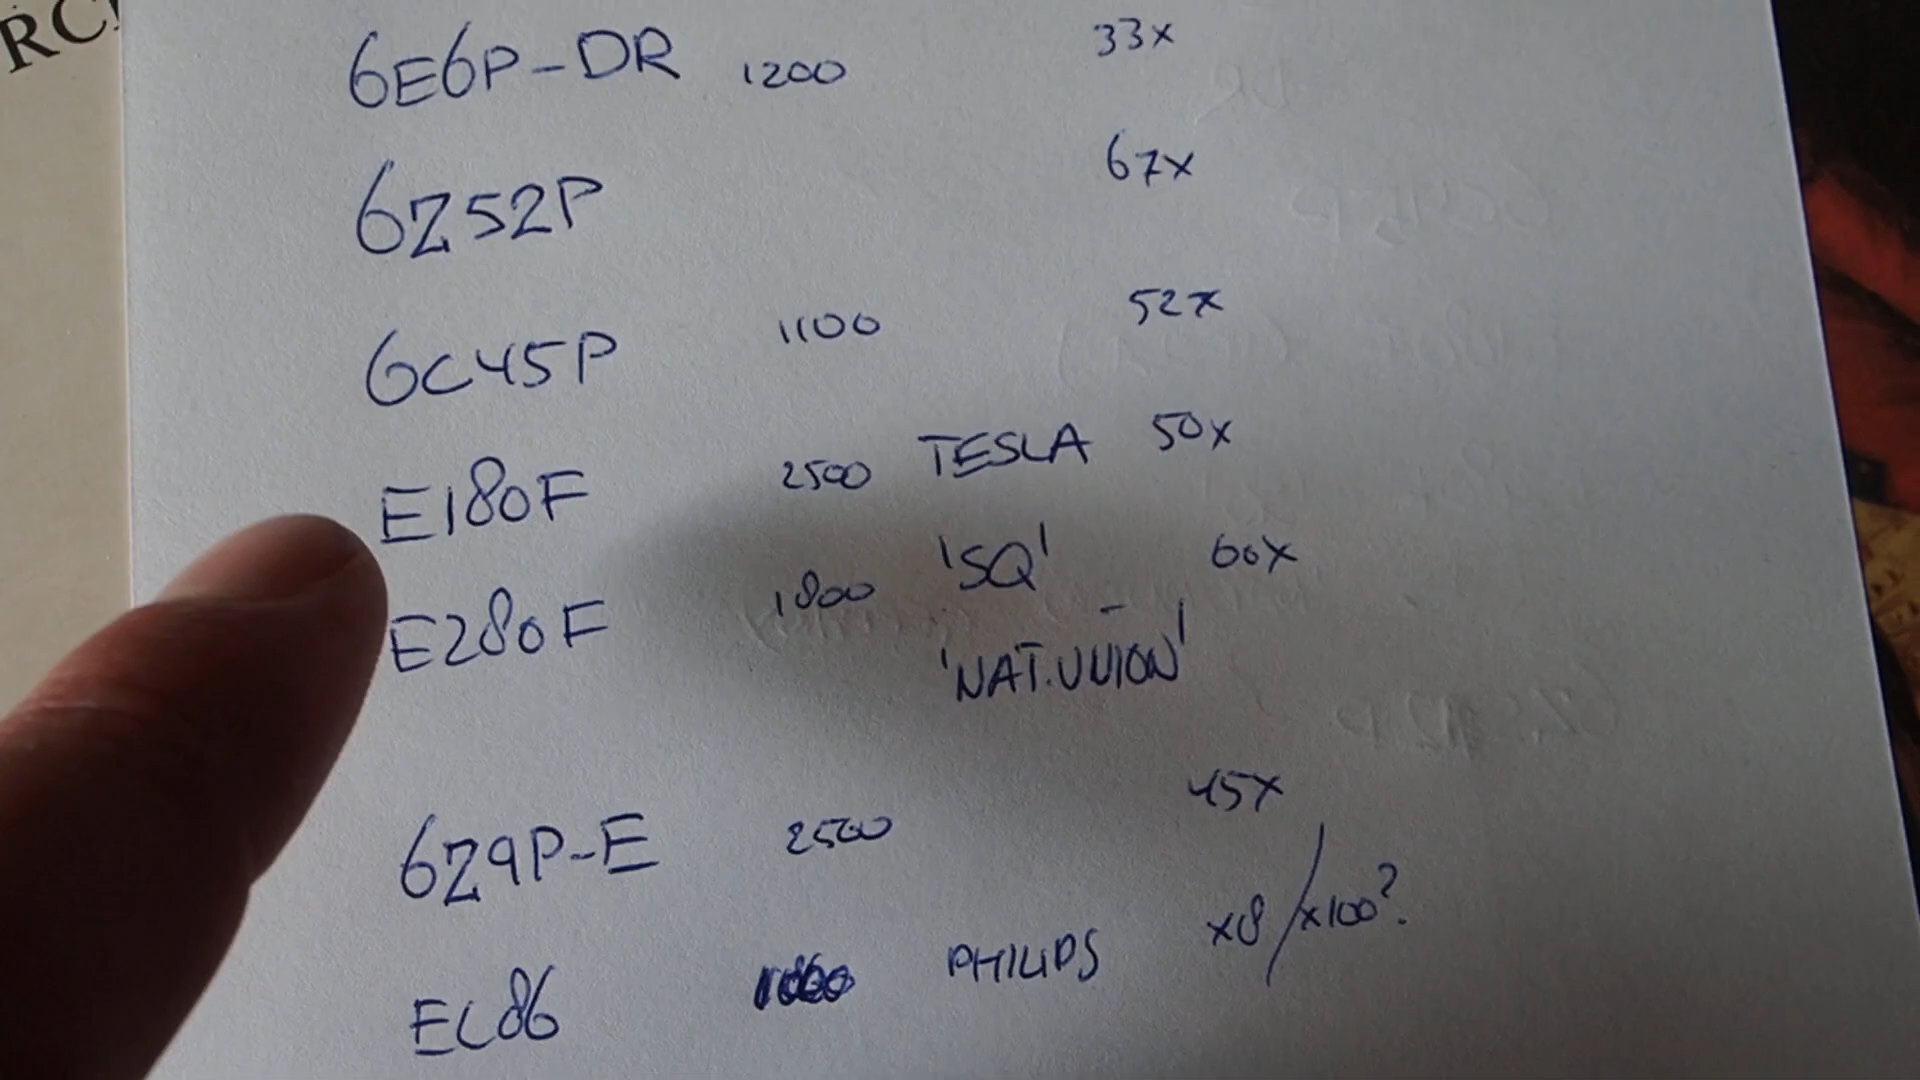 6E6P-DR 1200 33x
6Z52P 67x
6C45P 1100 52x
E180F 2500 TESLA 50x
E280F 1800 'SQ' 60x
'NAT.UNION'
6Z9P-E 2500 45x
EC86 PHILIPS x8/x100?